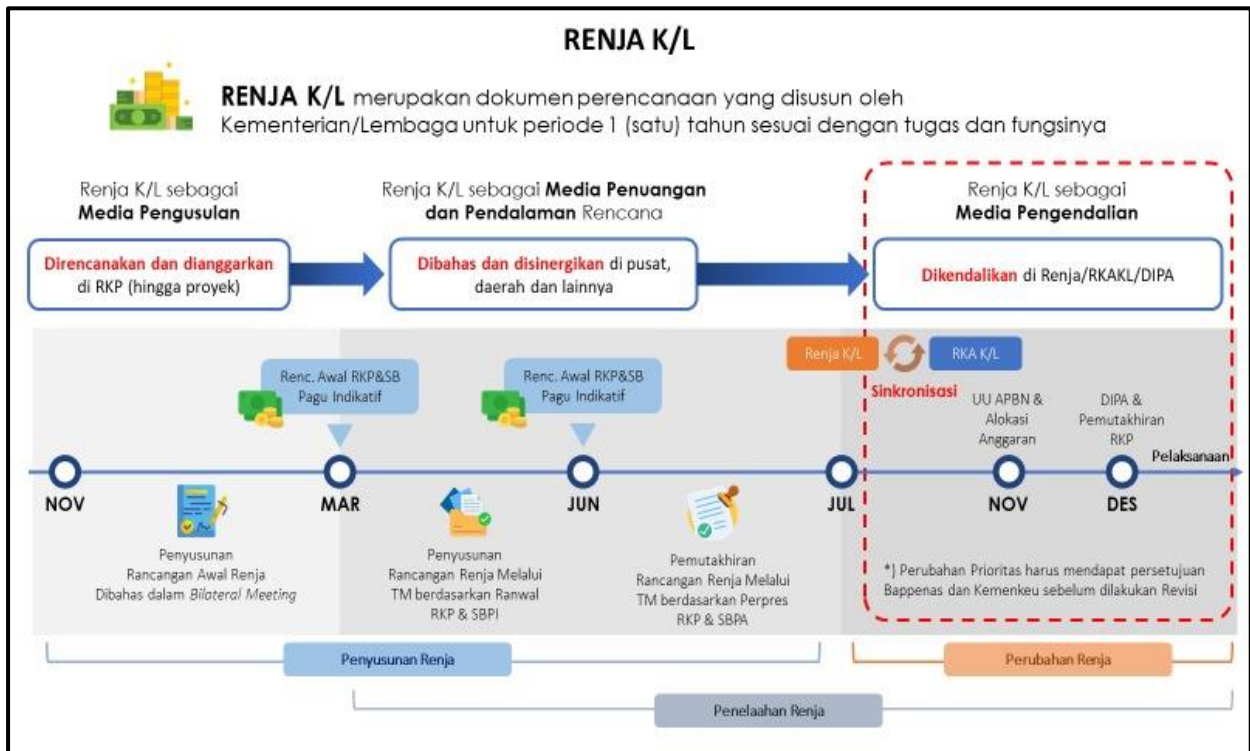 RENJA K/L
RENJA K/L merupakan dokumen perencanaan yang disusun oleh
Kementerian/Lembaga untuk periode 1 (satu) tahun sesuai dengan tugas dan fungsinya
Renja K/L sebagai
Media Pengusulan
Direncanakan dan dianggarkan
di RKP (hingga proyek)
Renja K/L sebagai Media Penuangan
dan Pendalaman Rencana
Dibahas dan disinergikan di pusat,
daerah dan lainnya
Renja K/L sebagai
Media Pengendalian
Dikendalikan di Renja/RKAKL/DIPA
Renc. Awal RKP&SB
Pagu Indikatif
Renc. Awal RKP&SB
Pagu Indikatif
Renja K/L
RKA K/L
Sinkronisasi
UU APBN &
Alokasi
Anggaran
DIPA &
Pemutakhiran
RKP
Pelaksanaan
NOV
MAR
JUN
JUL
NOV
DES
Penyusunan
Rancangan Awal Renja
Dibahas dalam Bilateral Meeting
Penyusunan
Rancangan Renja Melalui
TM berdasarkan Ranwal
RKP & SBPI
Pemutakhiran
Rancangan Renja Melalui
TM berdasarkan Perpres
RKP & SBPA
*) Perubahan Prioritas harus mendapat persetujuan
Bappenas dan Kemenkeu sebelum dilakukan Revisi
Penyusunan Renja
Perubahan Renja
Penelaahan Renja